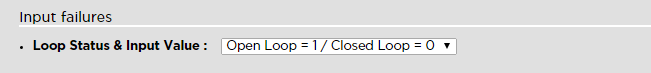 Input failures
• Loop Status & Input Value : Open Loop = 1 / Closed Loop = 0 ▼